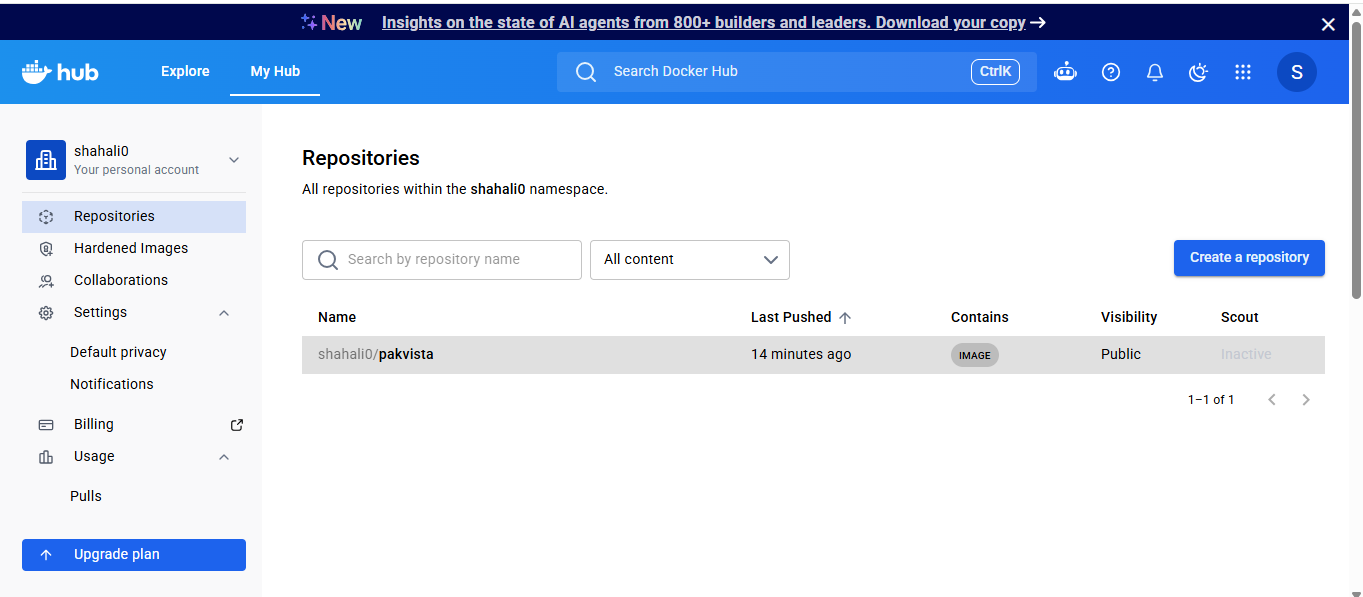 New Insights on the state of AI agents from 800+ builders and leaders. Download your copy →
hub Explore My Hub Search Docker Hub CtrlK S
shahali0
Your personal account
Repositories
Hardened Images
Collaborations
Settings
Default privacy
Notifications
Billing
Usage
Pulls
Upgrade plan
Repositories
All repositories within the shahali0 namespace.
Search by repository name All content Create a repository
Name Last Pushed Contains Visibility Scout
shahali0/pakvista 14 minutes ago IMAGE Public Inactive
1–1 of 1